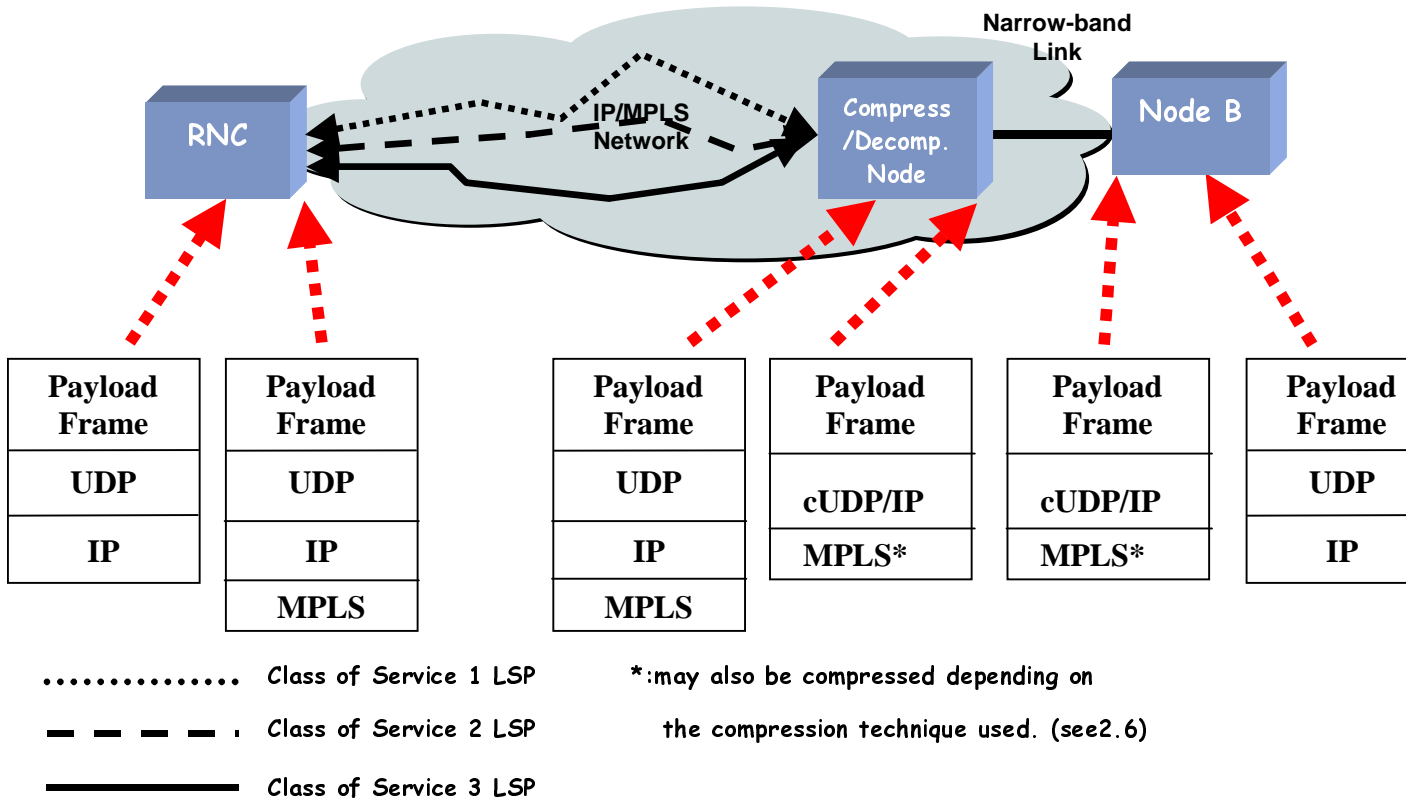 Narrow-band
Link
RNC
IP/MPLS
Network
Compress
/Decomp.
Node
Node B
Payload
Frame
UDP
IP
Payload
Frame
UDP
IP
MPLS
Payload
Frame
UDP
IP
MPLS
Payload
Frame
cUDP/IP
MPLS*
Payload
Frame
cUDP/IP
MPLS*
Payload
Frame
UDP
IP
Class of Service 1 LSP
Class of Service 2 LSP
Class of Service 3 LSP
*:may also be compressed depending on
the compression technique used. (see2.6)